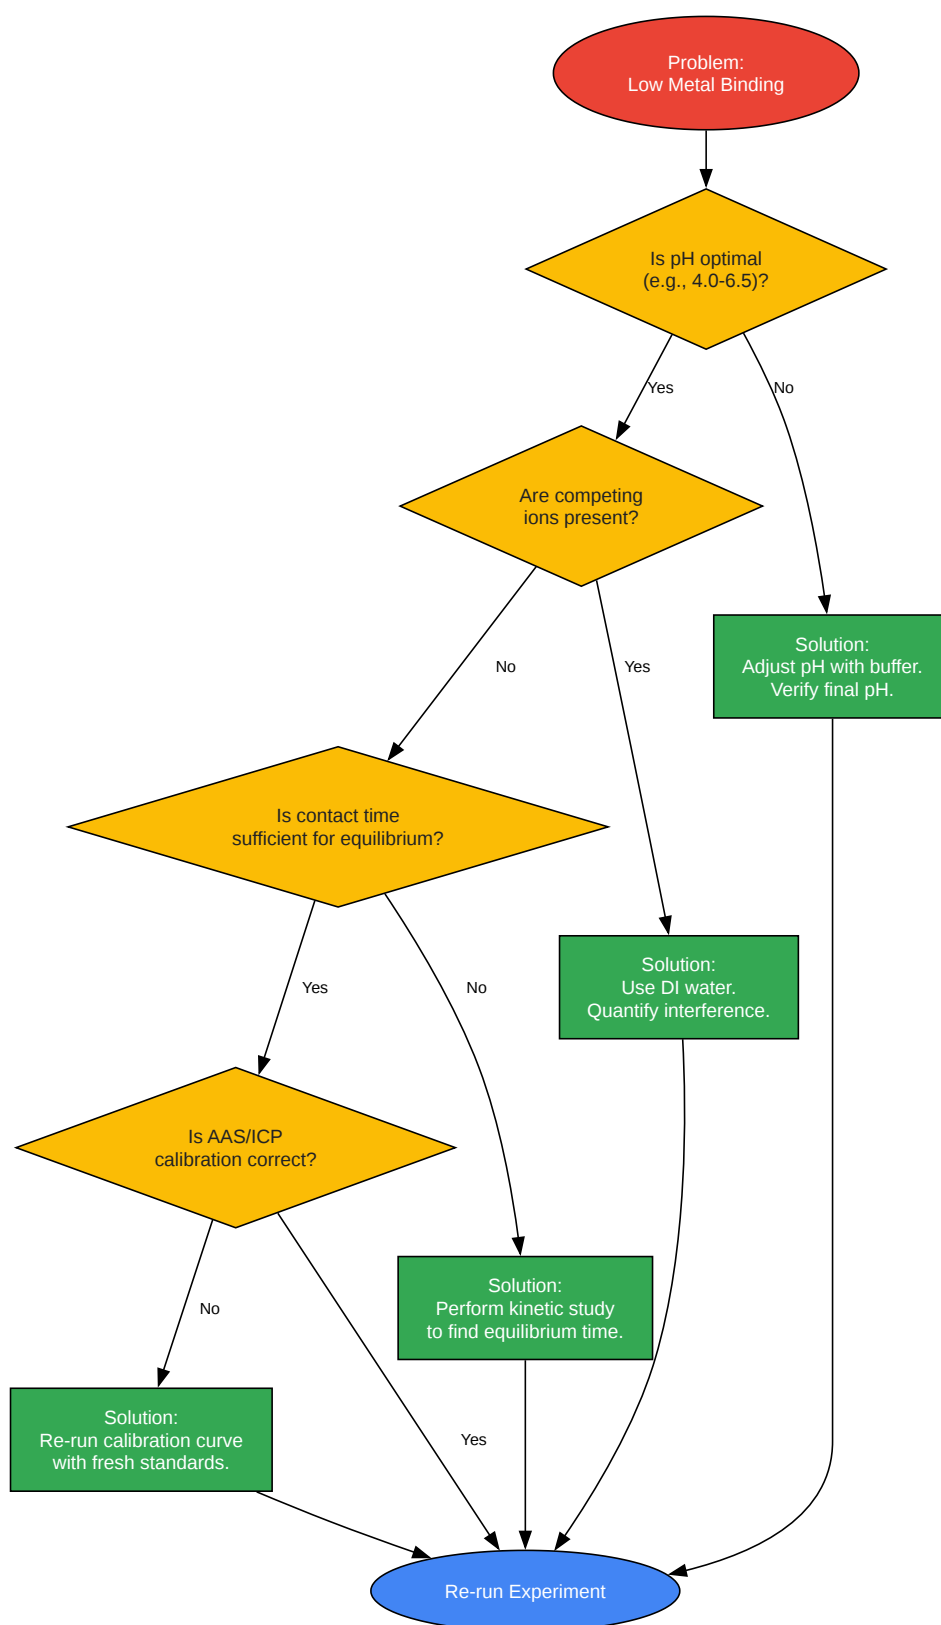 Problem:
Low Metal Binding
Is pH optimal
(e.g., 4.0-6.5)?
Yes
No
Are competing
ions present?
No
Yes
Solution:
Adjust pH with buffer.
Verify final pH.
Is contact time
sufficient for equilibrium?
Solution:
Use DI water.
Quantify interference.
Yes
No
Is AAS/ICP
calibration correct?
No
Solution:
Perform kinetic study
to find equilibrium time.
Solution:
Re-run calibration curve
with fresh standards.
Yes
Re-run Experiment